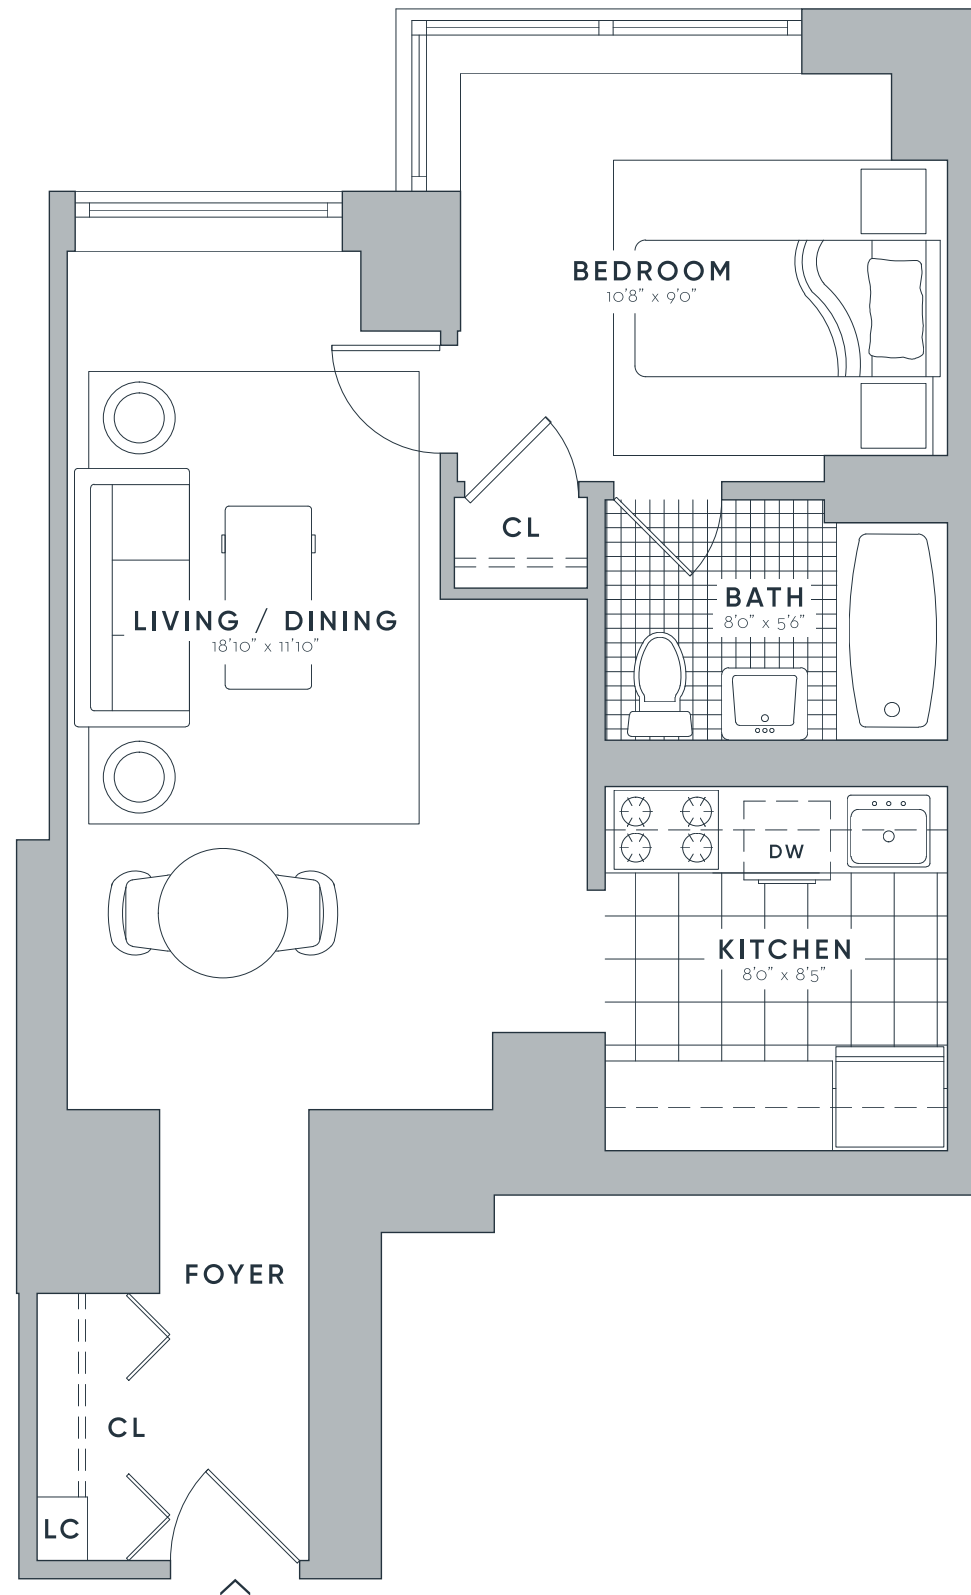 BEDROOM
10'8" x 9'0"
CL
BATH
8'0" x 5'6"
LIVING / DINING
18'10" x 11'10"
DW
KITCHEN
8'0" x 8'5"
FOYER
CL
LC